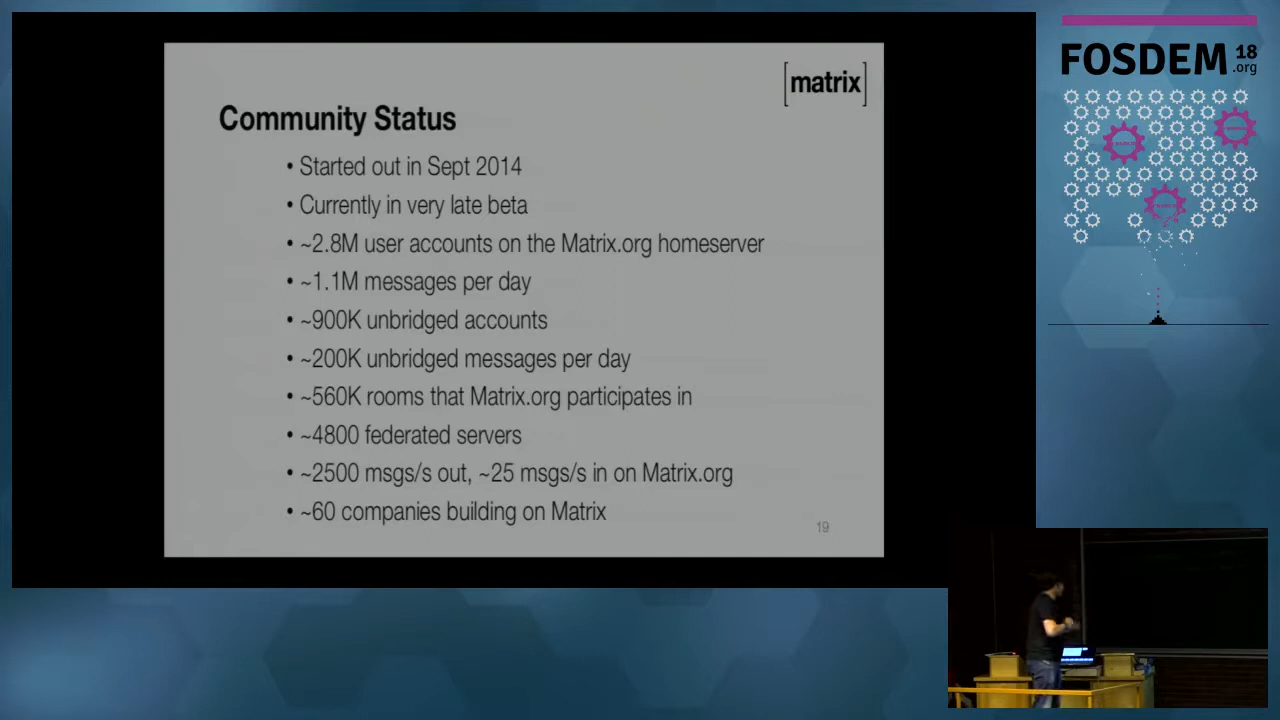 [matrix]
Community Status
• Started out in Sept 2014
• Currently in very late beta
• ~2.8M user accounts on the Matrix.org homeserver
• ~1.1M messages per day
• ~900K unbridged accounts
• ~200K unbridged messages per day
• ~560K rooms that Matrix.org participates in
• ~4800 federated servers
• ~2500 msgs/s out, ~25 msgs/s in on Matrix.org
• ~60 companies building on Matrix
19
FOSDEM 18
.org